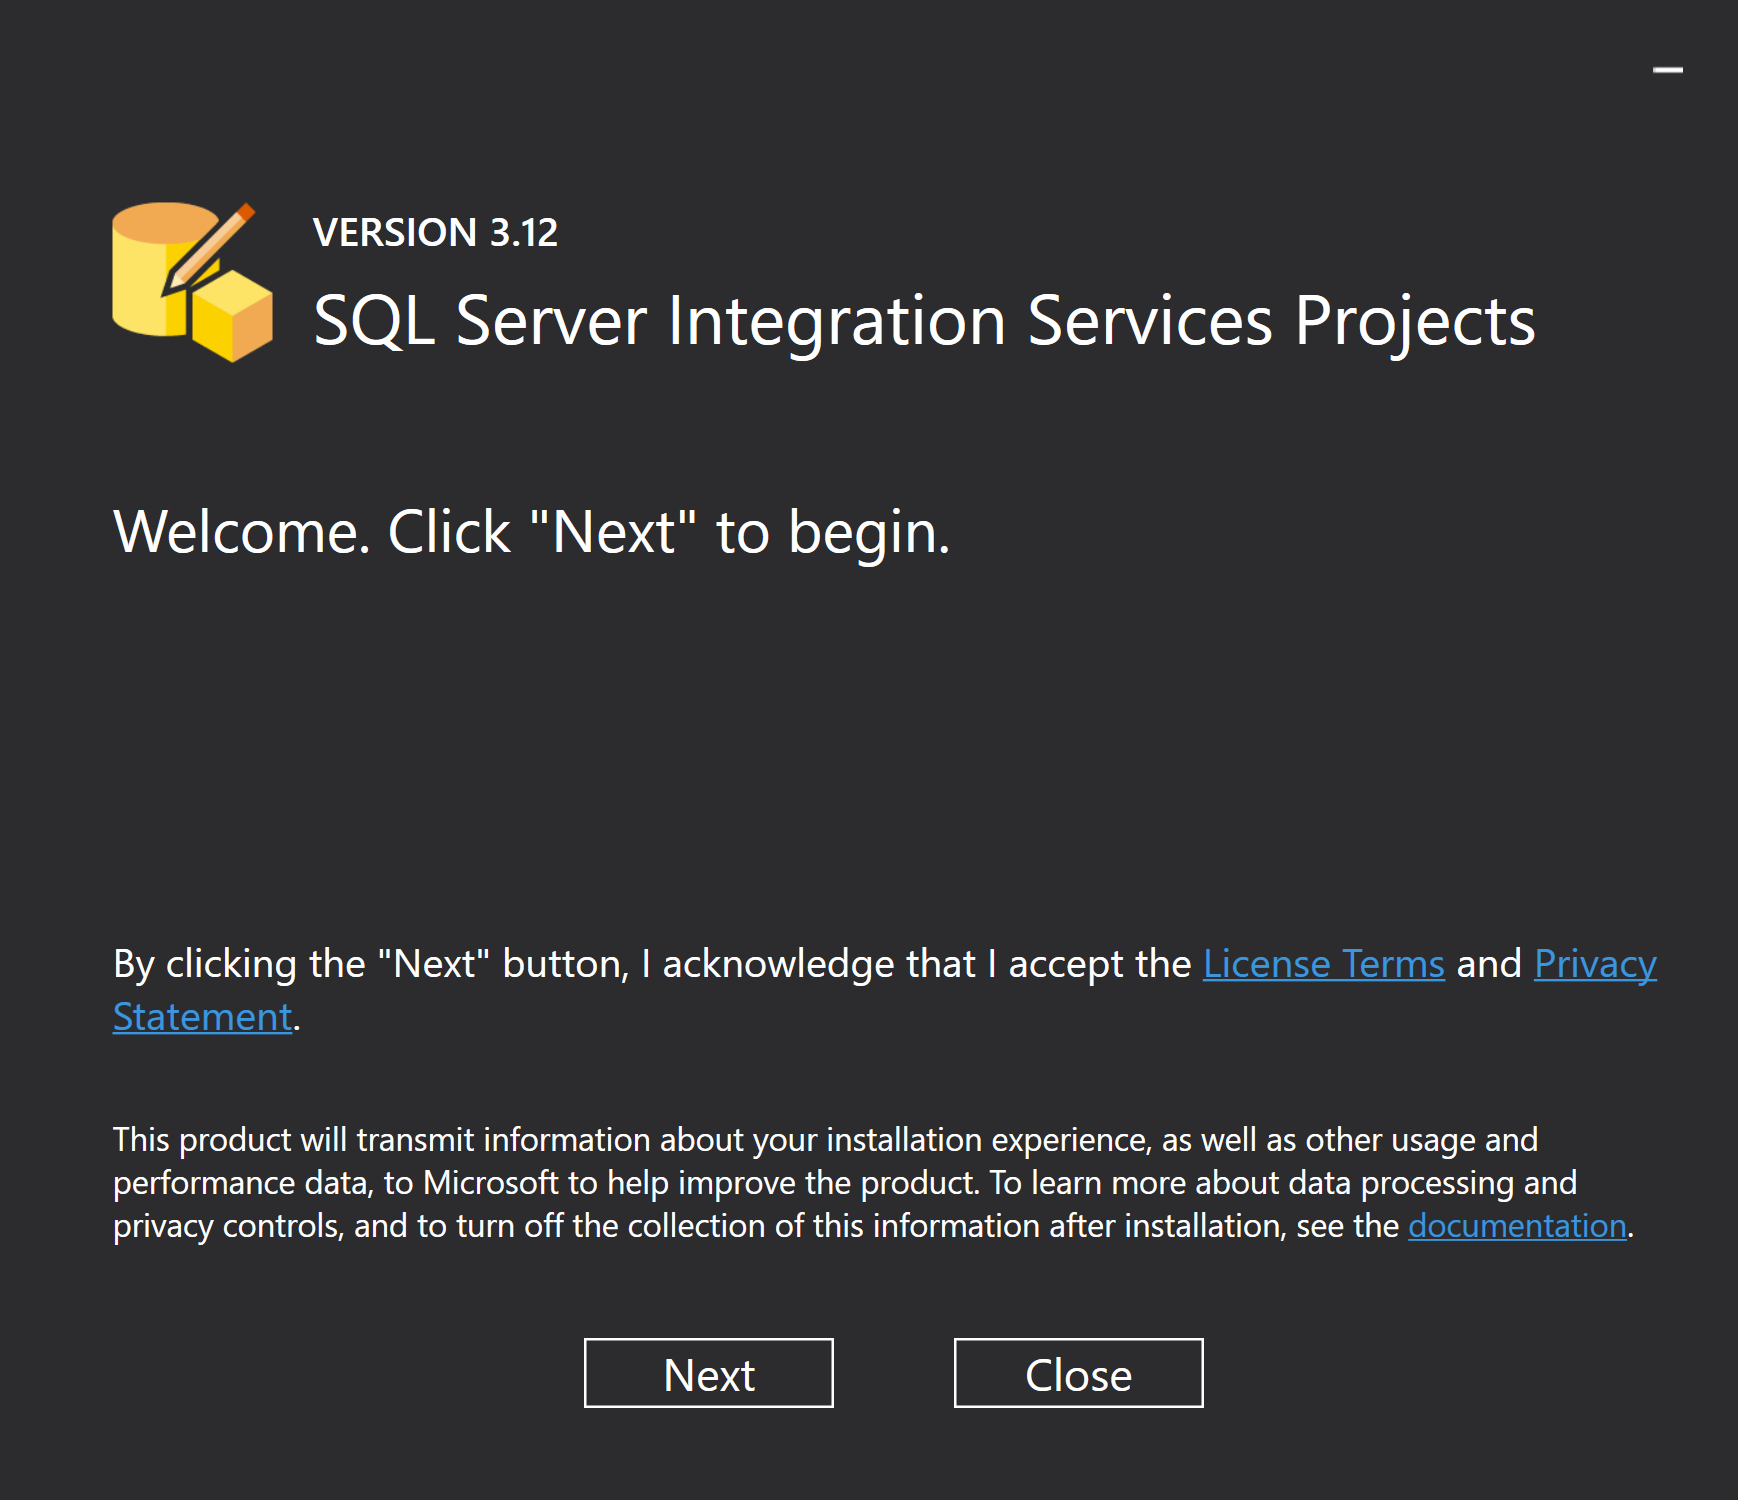 VERSION 3.12
SQL Server Integration Services Projects
Welcome. Click "Next" to begin.
By clicking the "Next" button, I acknowledge that I accept the License Terms and Privacy
Statement.
This product will transmit information about your installation experience, as well as other usage and
performance data, to Microsoft to help improve the product. To learn more about data processing and
privacy controls, and to turn off the collection of this information after installation, see the documentation.
Next
Close